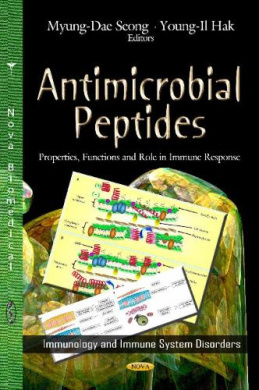 Myung-Dae Seong · Young-Il Hak
Editors
Antimicrobial
Peptides
Properties, Functions and Role in Immune Response
Nova Biomedical
Immunology and Immune System Disorders
NOVA